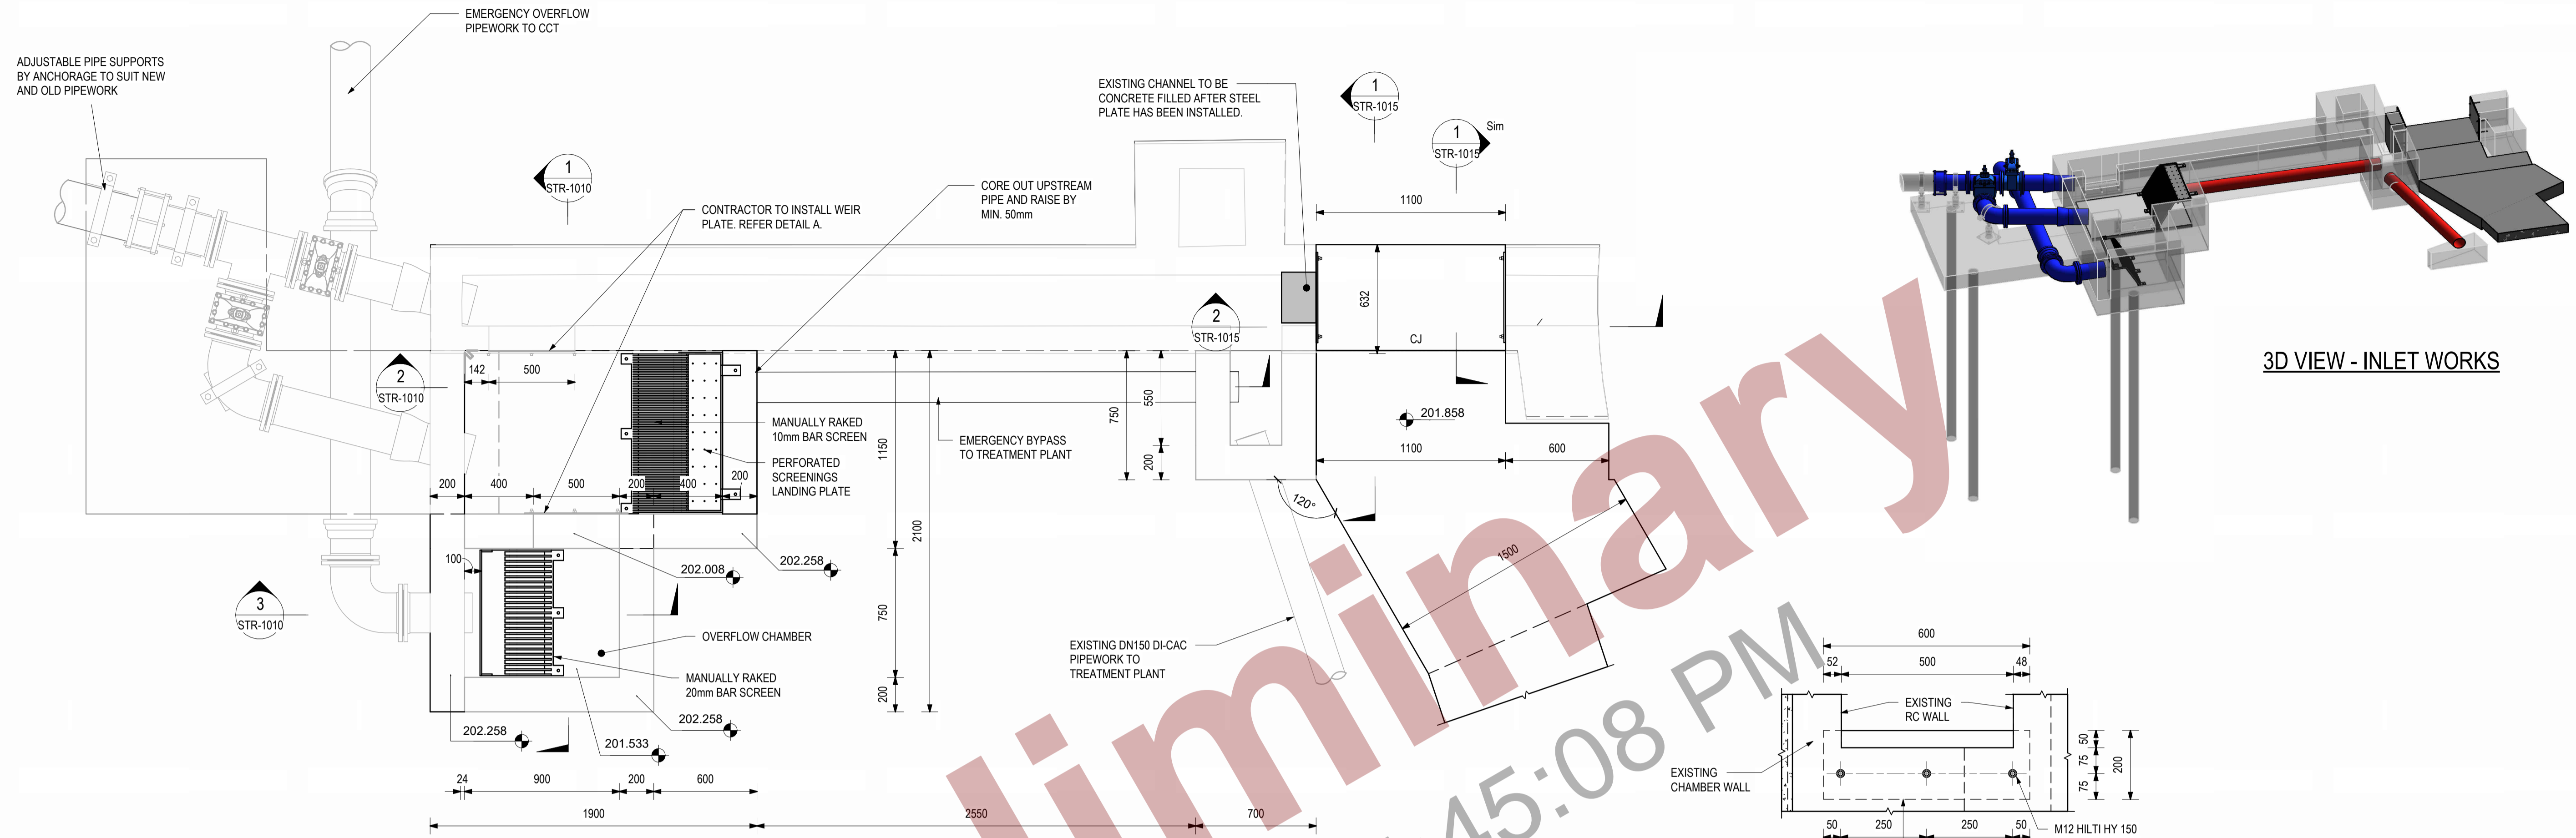 EMERGENCY OVERFLOW
PIPEWORK TO CCT
ADJUSTABLE PIPE SUPPORTS
BY ANCHORAGE TO SUIT NEW
AND OLD PIPEWORK
EXISTING CHANNEL TO BE
CONCRETE FILLED AFTER STEEL
PLATE HAS BEEN INSTALLED.
1
STR-1015
1
STR-1015
Sim
1
STR-1010
CONTRACTOR TO INSTALL WEIR
PLATE. REFER DETAIL A.
CORE OUT UPSTREAM
PIPE AND RAISE BY
MIN. 50mm
1100
632
CJ
2
STR-1015
3D VIEW - INLET WORKS
2
STR-1010
142
500
MANUALLY RAKED
10mm BAR SCREEN
PERFORATED
SCREENINGS
LANDING PLATE
EMERGENCY BYPASS
TO TREATMENT PLANT
1150
2100
750
550
200
201.858
1100
600
200
400
500
200
400
200
120°
1500
100
202.008
202.258
3
STR-1010
750
200
OVERFLOW CHAMBER
MANUALLY RAKED
20mm BAR SCREEN
EXISTING DN150 DI-CAC
PIPEWORK TO
TREATMENT PLANT
202.258
201.533
202.258
24
900
200
600
1900
2550
700
600
52
500
48
EXISTING
RC WALL
EXISTING
CHAMBER WALL
50
75
75
200
50
250
250
50
M12 HILTI HY 150
liminary
45:08 PM